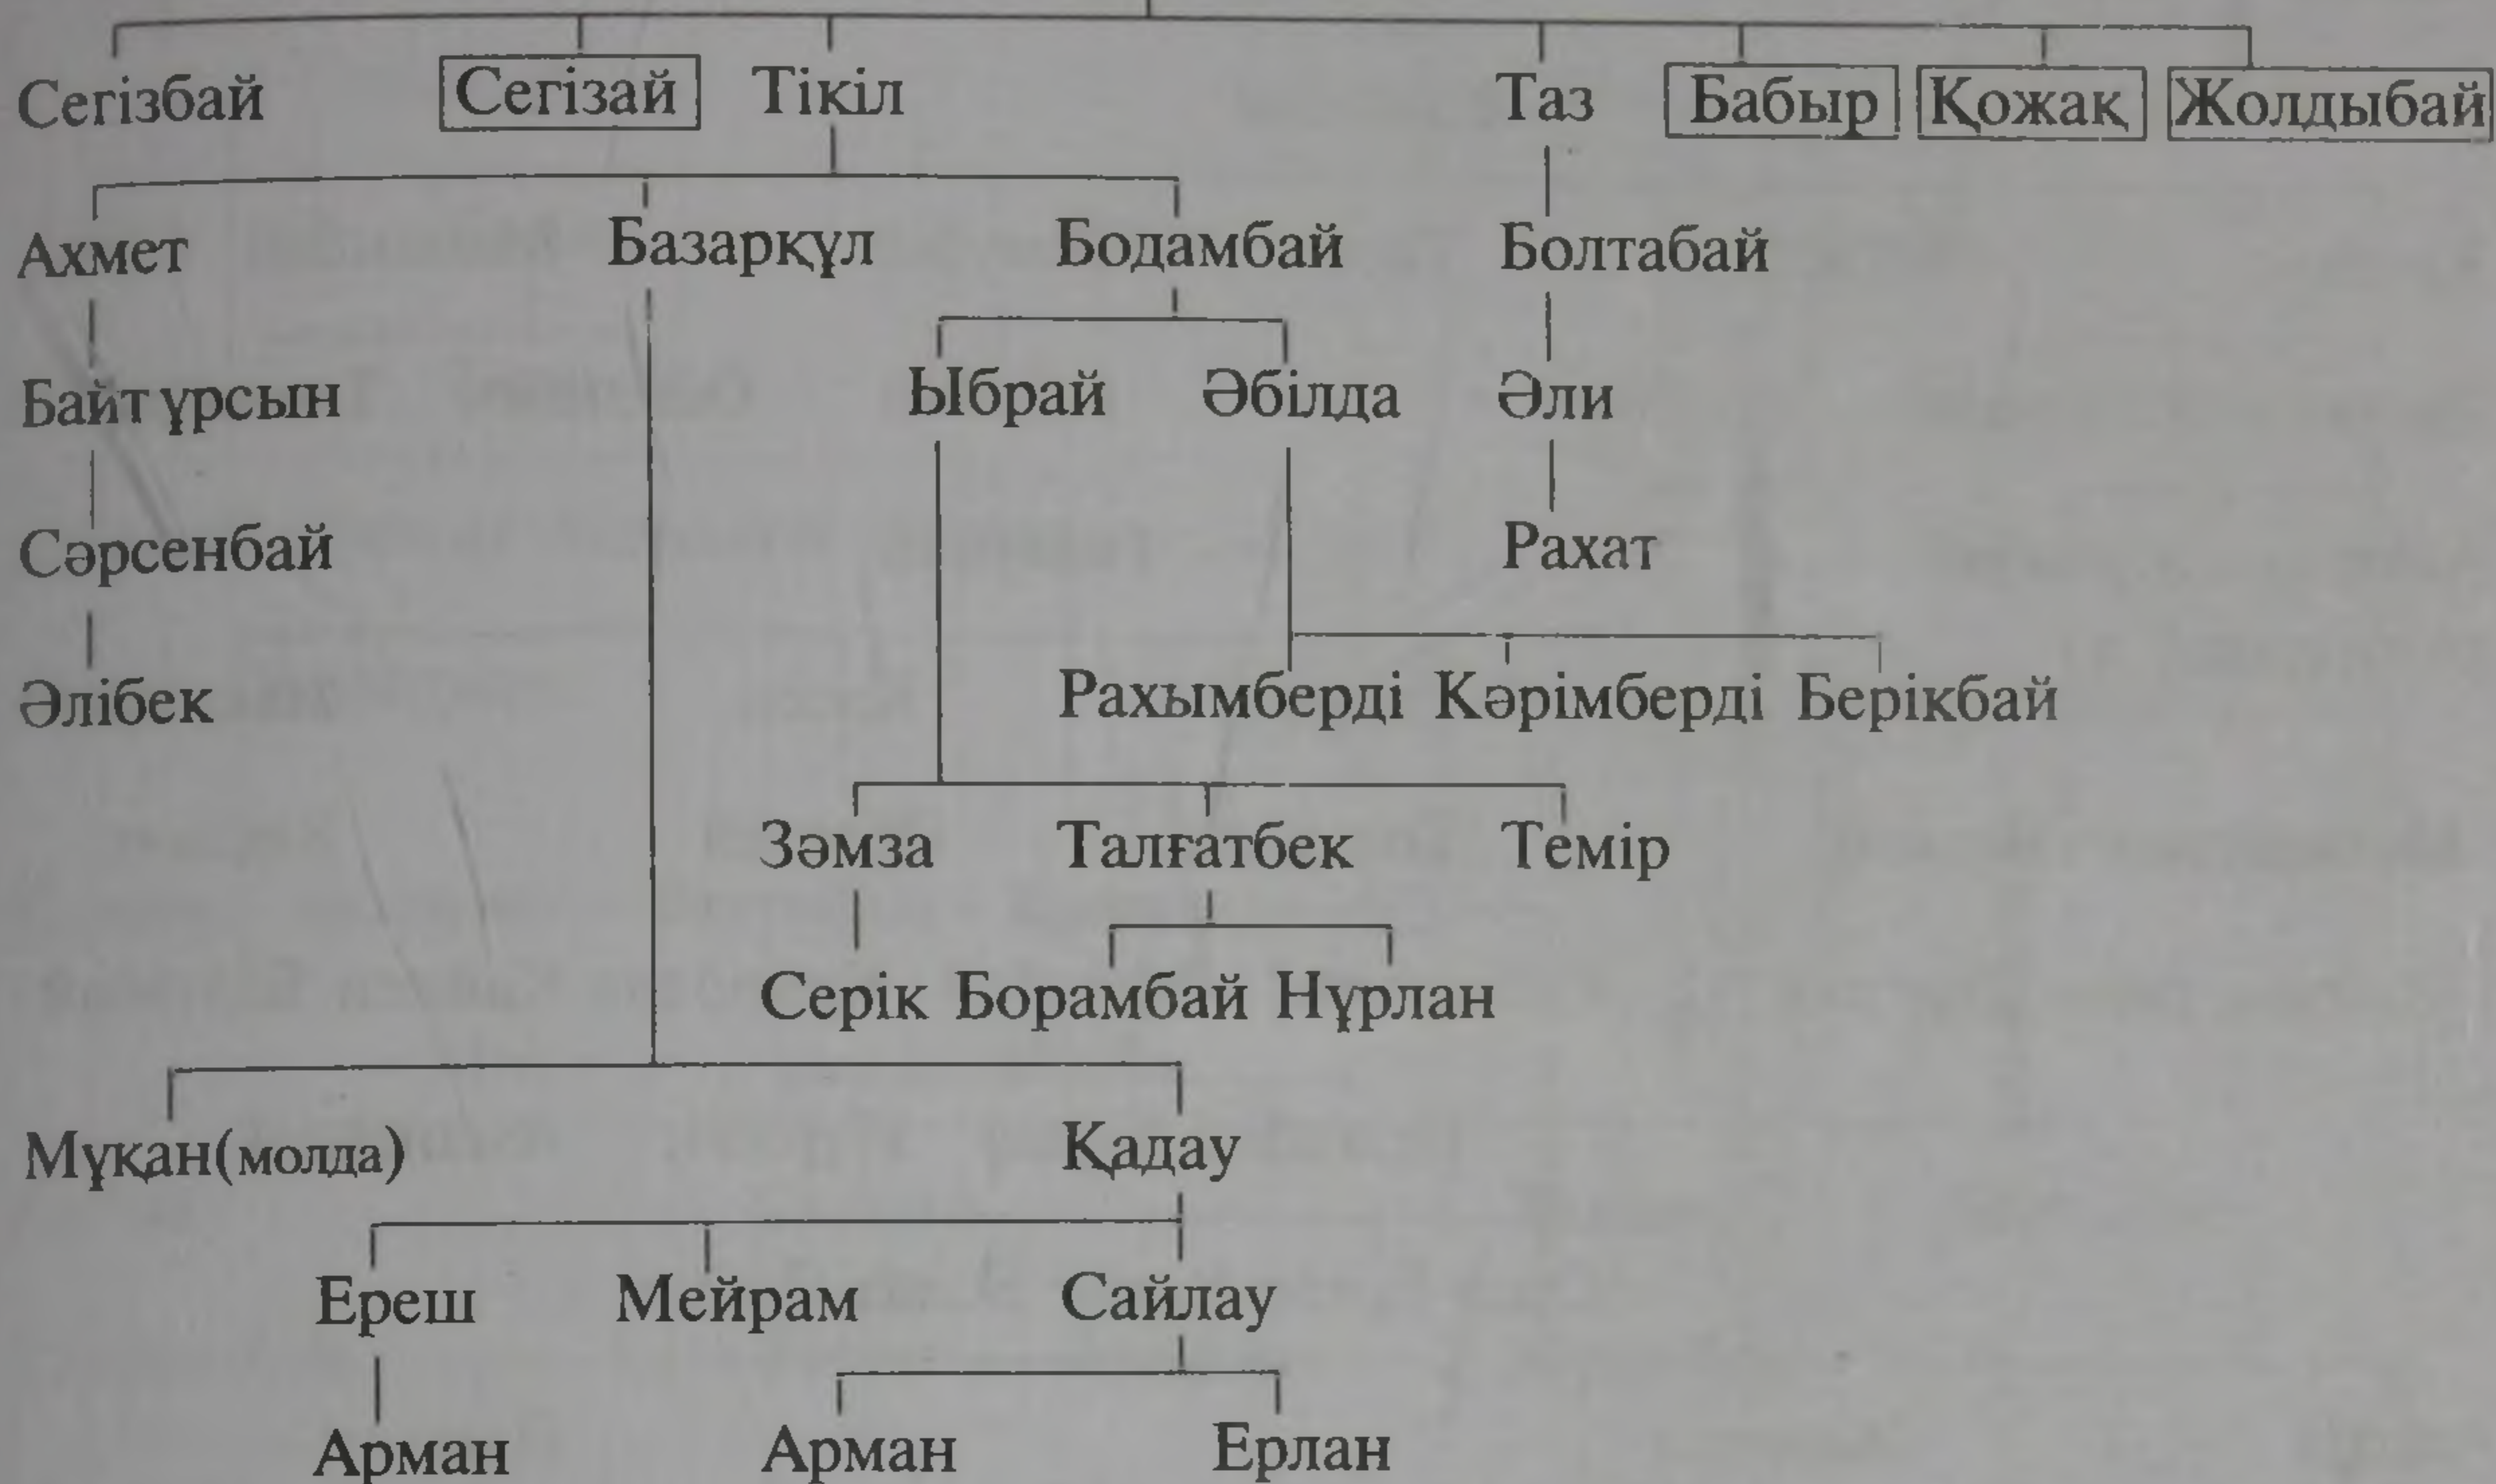 Сегізбай Сегізай Тікіл Таз Бабыр Қожақ Жолдыбай
Ахмет Базарқұл Бодамбай Болтабай
Байтұрсын Ыбрай Әбілда Әли
Сәрсенбай Рахат
Әлібек Рахымберді Кәрімберді Берікбай
Зәмза Талғатбек Темір
Серік Борамбай Нұрлан
Мұқан(молда) Қадау
Ереш Мейрам Сайлау
Арман Арман Ерлан